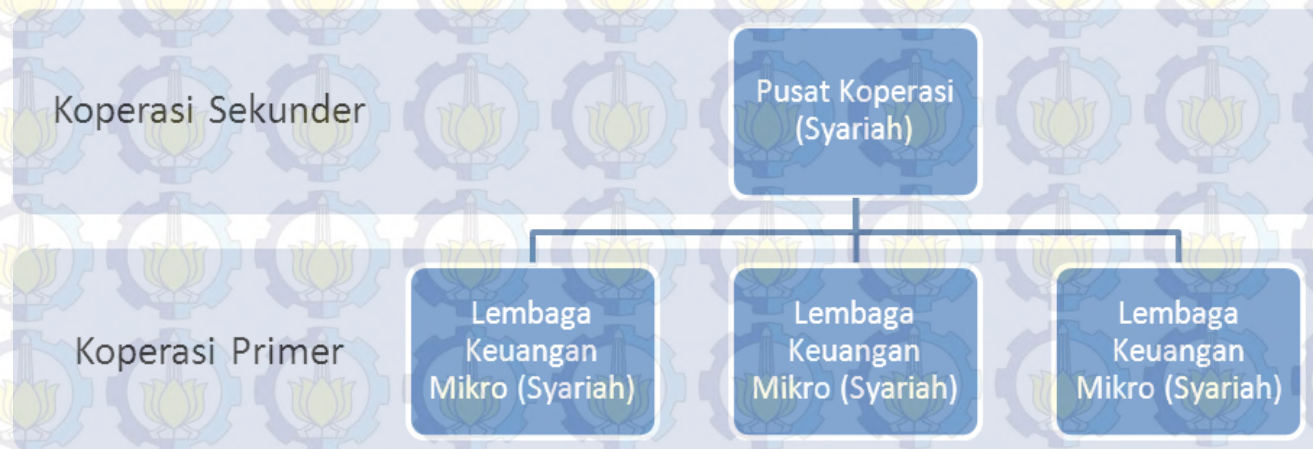 Koperasi Sekunder
Pusat Koperasi
(Syariah)
Koperasi Primer
Lembaga
Keuangan
Mikro (Syariah)
Lembaga
Keuangan
Mikro (Syariah)
Lembaga
Keuangan
Mikro (Syariah)